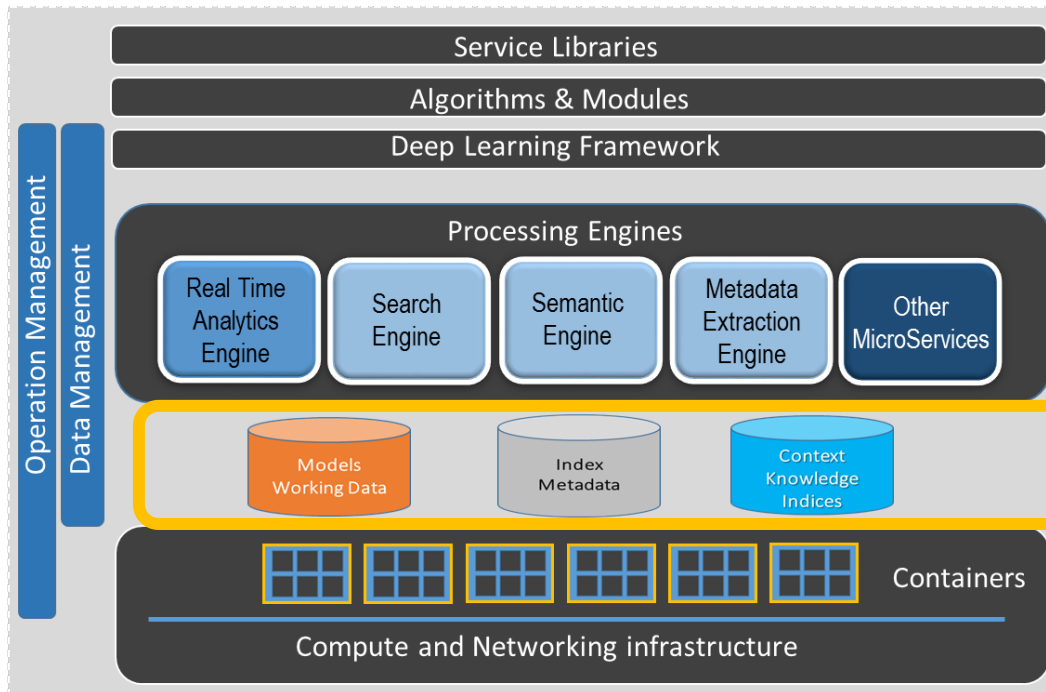 Service Libraries
Algorithms & Modules
Deep Learning Framework
Operation Management
Data Management
Processing Engines
Real Time
Analytics
Engine
Search
Engine
Semantic
Engine
Metadata
Extraction
Engine
Other
MicroServices
Models
Working Data
Index
Metadata
Context
Knowledge
Indices
Containers
Compute and Networking infrastructure